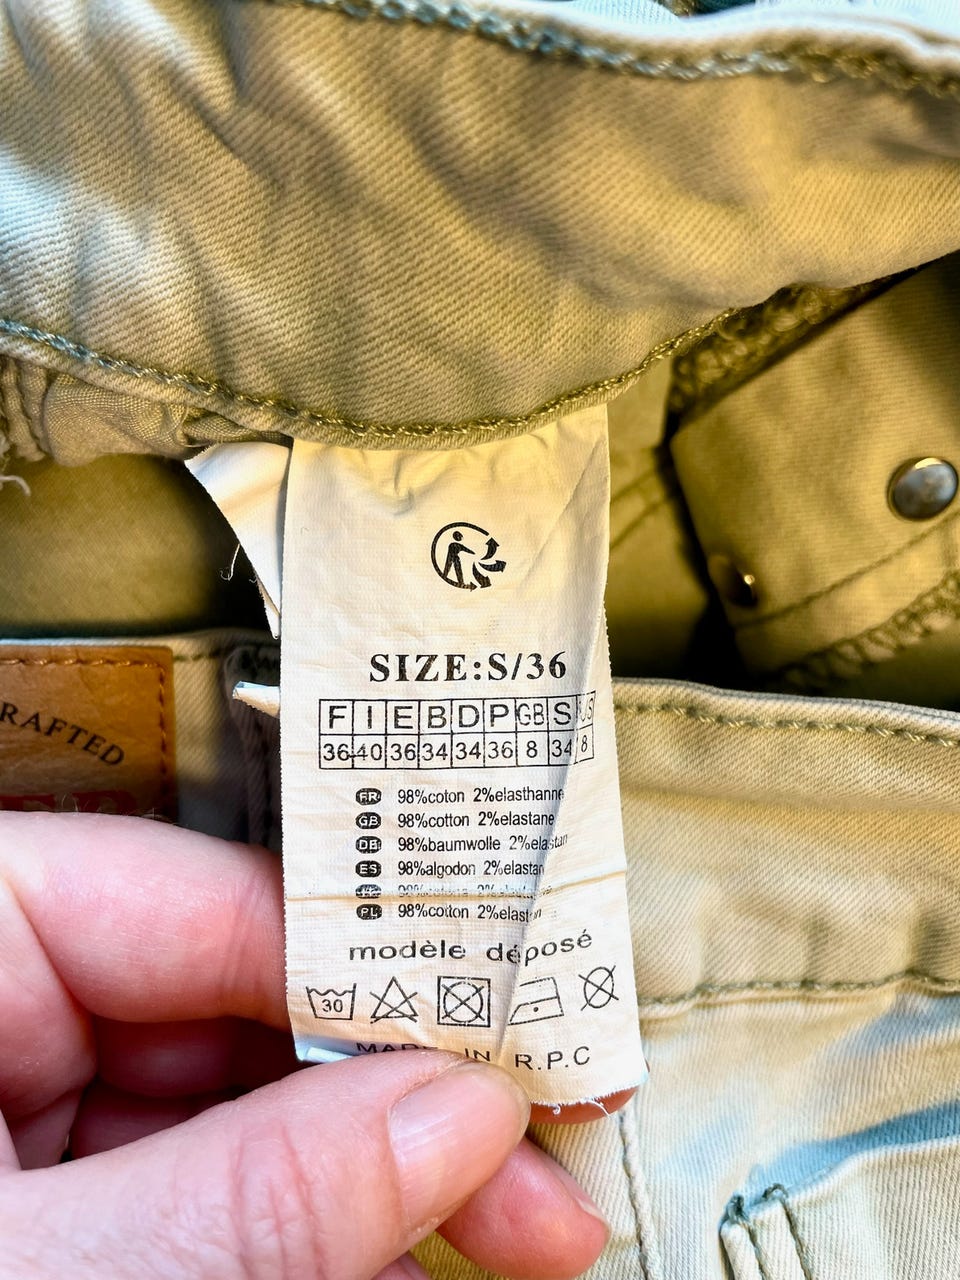 SIZE:S/36
F I E B D P GB S US
36 40 36 34 34 36 8 34 8
RAFTED
FR 98%coton 2%elasthanne
GB 98%cotton 2%elastane
DB 98%baumwolle 2%elastan
ES 98%algodon 2%elastan
PL 98%cotton 2%elastan
modèle déposé
30
MADE IN R.P.C